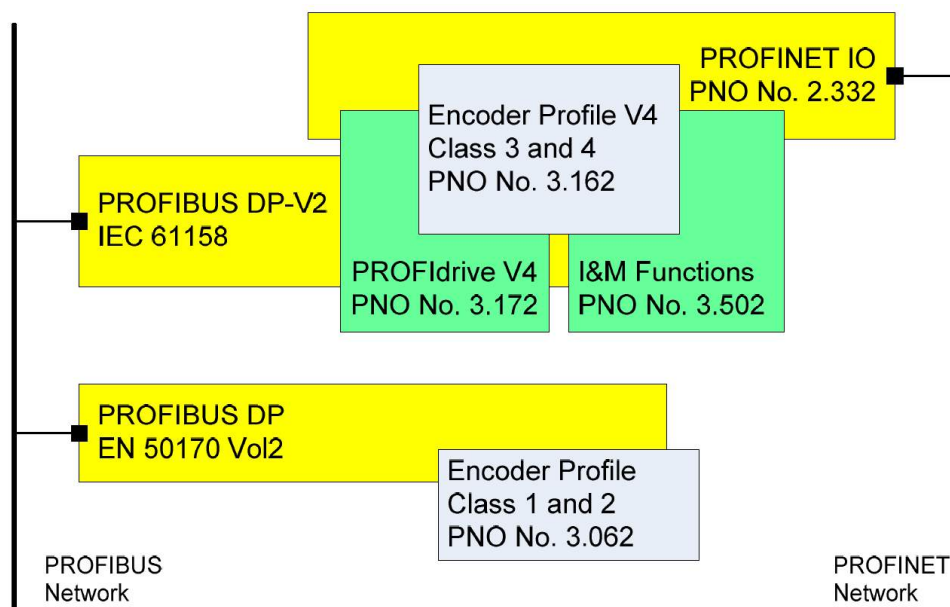 PROFINET IO
PNO No. 2.332
Encoder Profile V4
Class 3 and 4
PNO No. 3.162
PROFIBUS DP-V2
IEC 61158
PROFIdrive V4
PNO No. 3.172
I&M Functions
PNO No. 3.502
PROFIBUS DP
EN 50170 Vol2
Encoder Profile
Class 1 and 2
PNO No. 3.062
PROFIBUS
Network
PROFINET
Network